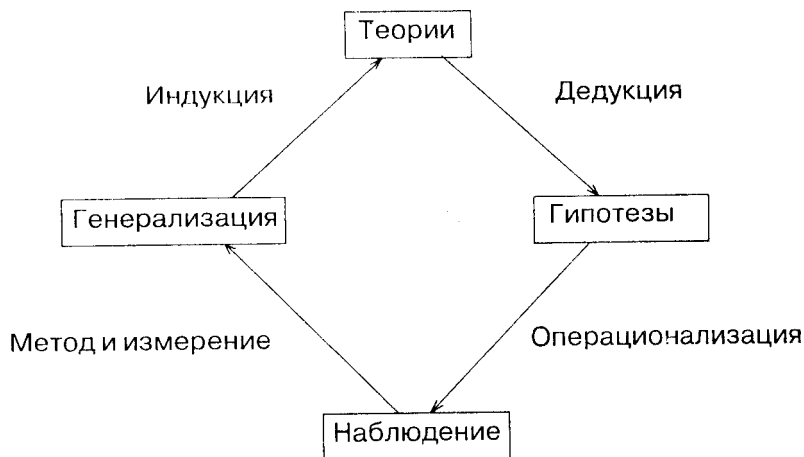 Теории
Индукция
Дедукция
Генерализация
Гипотезы
Метод и измерение
Операционализация
Наблюдение